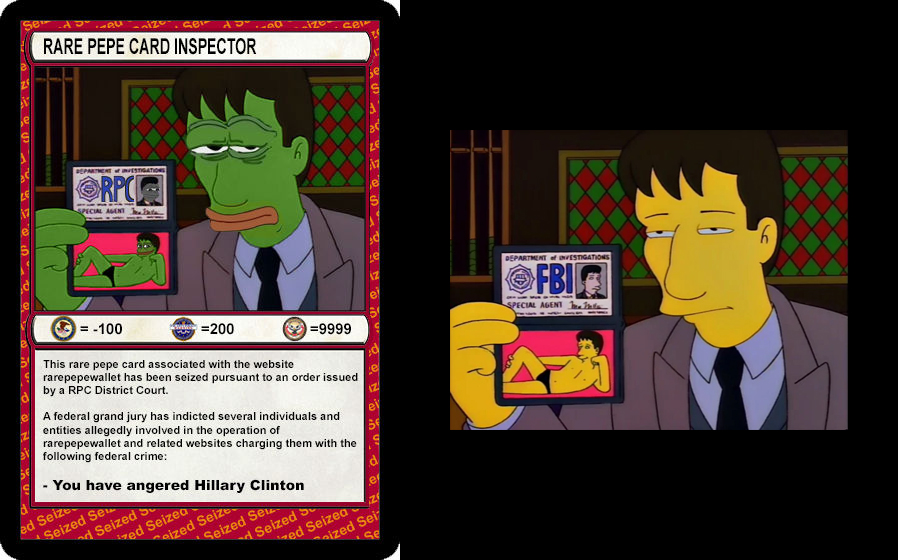 RARE PEPE CARD INSPECTOR
DEPARTMENT of INVESTIGATIONS
RPC
SPECIAL AGENT
= -100
=200
=9999
This rare pepe card associated with the website
rarepepewallet has been seized pursuant to an order issued
by a RPC District Court.
A federal grand jury has indicted several individuals and
entities allegedly involved in the operation of
rarepepewallet and related websites charging them with the
following federal crime:
- You have angered Hillary Clinton
Seized Seized Seized Seized Seized
DEPARTMENT of INVESTIGATIONS
FBI
SPECIAL AGENT